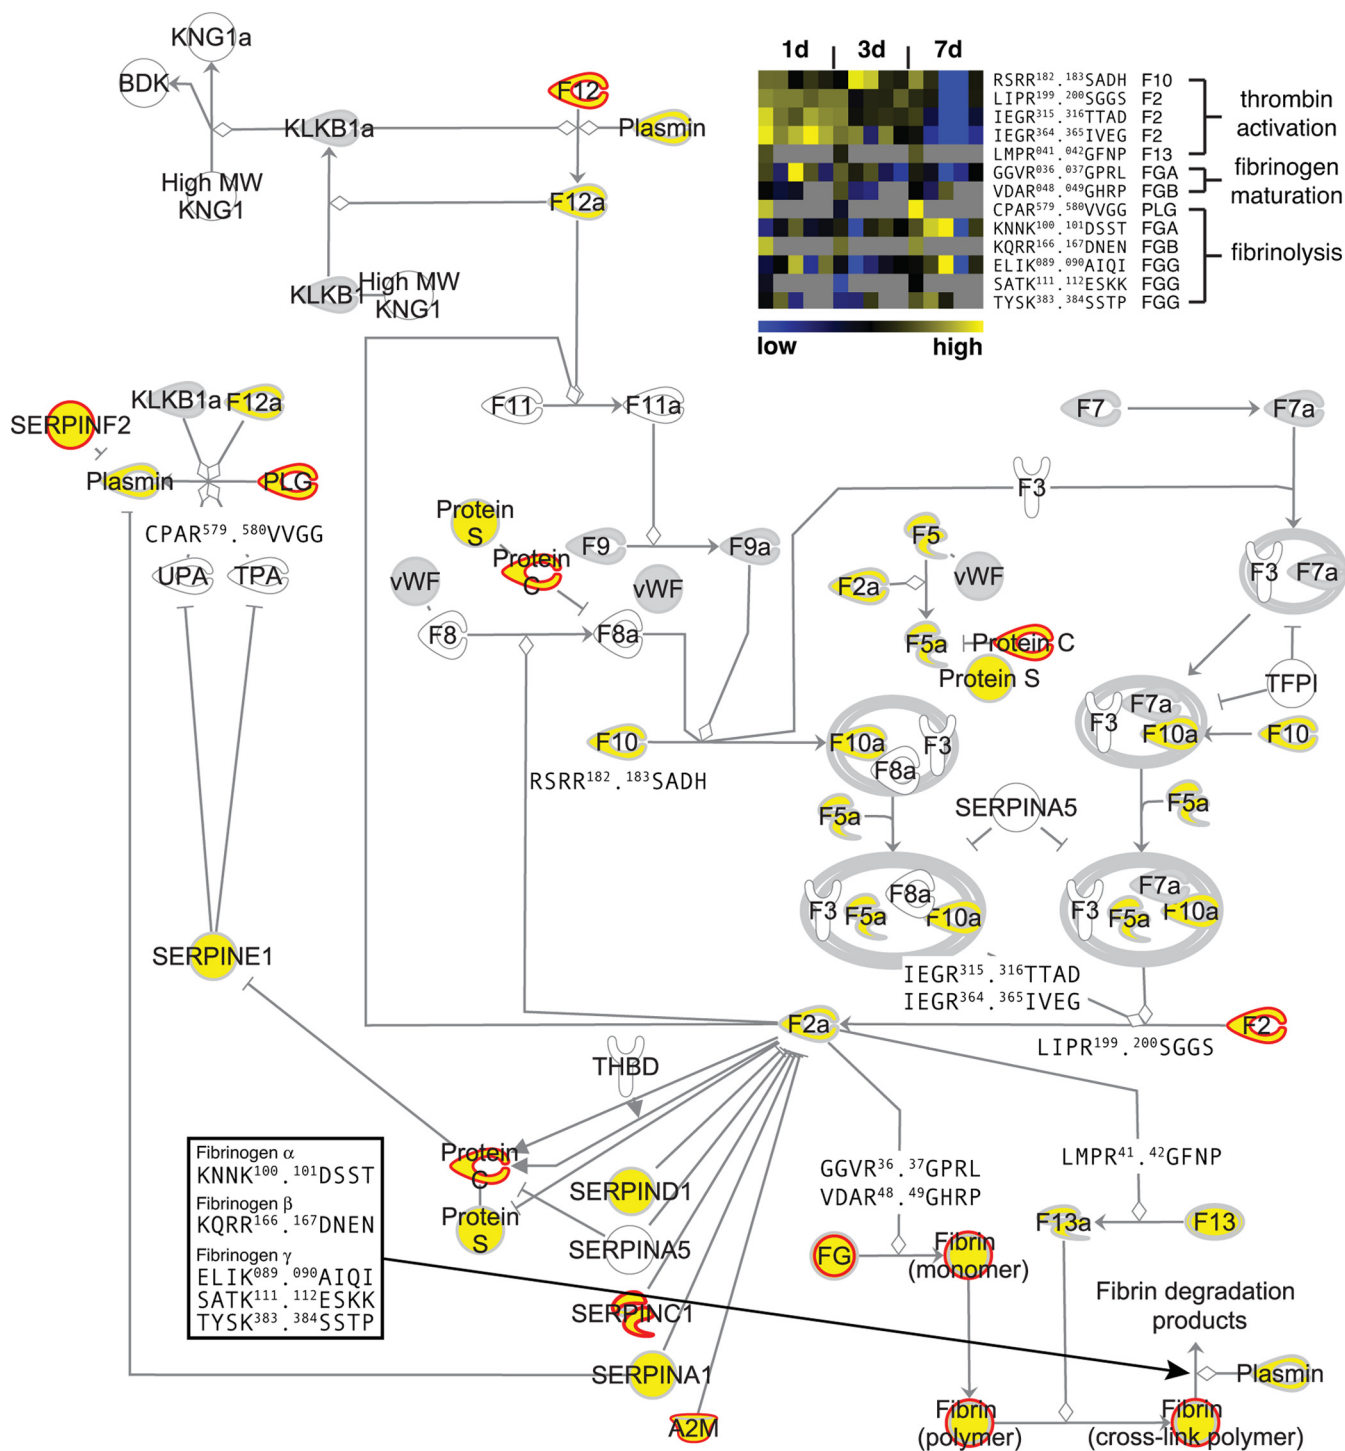 KNG1a
BDK
F12
KLKB1a
Plasmin
High MW
KNG1
F12a
KLKB1
High MW
KNG1
1d | 3d | 7d
RSRR182.183SADH F10
LIPR199.200SGGS F2
IEGR315.316TTAD F2
IEGR364.365IVEG F2
LMPR041.042GFNP F13
GGVR036.037GPRL FGA
VDAR048.049GHRP FGB
CPAR579.580VVGG PLG
KNNK100.101DSST FGA
KQRR166.167DNEN FGB
ELIK089.090AIQI FGG
SATK111.112ESKK FGG
TYSK383.384SSTP FGG
thrombin
activation
fibrinogen
maturation
fibrinolysis
low high
KLKB1a
F12a
SERPINF2
Plasmin
PLG
CPAR579.580VVGG
UPA
TPA
F11
F11a
F7
F7a
F3
Protein
S
Protein
C
F9
F9a
vWF
vWF
F8
F8a
F5
vWF
F2a
F5a
Protein C
Protein S
F3
F7a
TFPI
F10
RSRR182.183SADH
F10a
F3
F8a
F7a
F3
F10a
F10
F5a
SERPINA5
F5a
F3
F8a
F5a
F10a
F7a
F3
F5a
F10a
SERPINE1
IEGR315.316TTAD
IEGR364.365IVEG
F2a
F2
LIPR199.200SGGS
THBD
Protein
C
Protein
S
SERPIND1
SERPINA5
SERPINC1
SERPINA1
A2M
Fibrinogen α
KNNK100.101DSST
Fibrinogen β
KQRR166.167DNEN
Fibrinogen γ
ELIK089.090AIQI
SATK111.112ESKK
TYSK383.384SSTP
GGVR36.37GPRL
VDAR48.49GHRP
LMPR41.42GFNP
F13a
F13
FG
Fibrin
(monomer)
Fibrin degradation
products
Plasmin
Fibrin
(polymer)
Fibrin
(cross-link polymer)